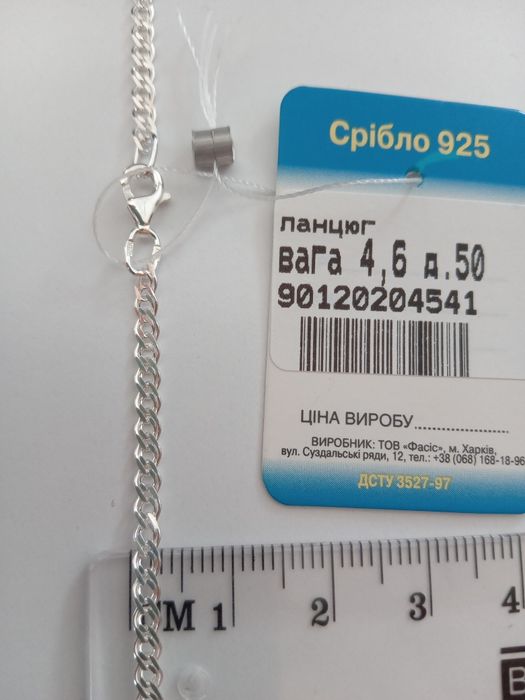 Срібло 925
ланцюг
вага 4,6 д.50
90120204541
ЦІНА ВИРОБУ
ВИРОБНИК: ТОВ «Фасіс», м. Харків,
вул. Суздальські ряди, 12, тел.: +38 (068) 168-18-96
ДСТУ 3527-97
M 1 2 3 4